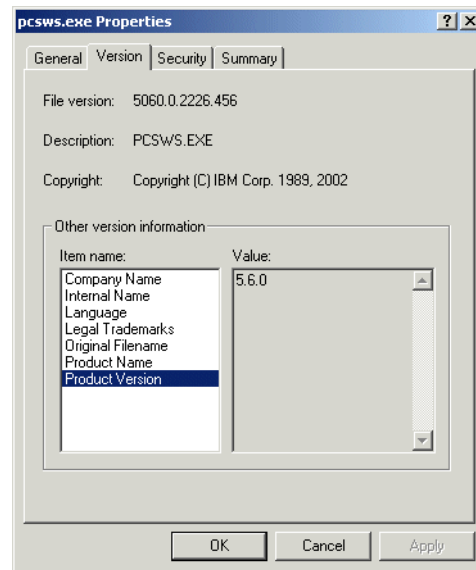 pcsws.exe Properties ? X
General Version Security Summary
File version: 5060.0.2226.456
Description: PCSWS.EXE
Copyright: Copyright (C) IBM Corp. 1989, 2002
Other version information
Item name: Value:
Company Name 5.6.0
Internal Name
Language
Legal Trademarks
Original Filename
Product Name
Product Version
OK Cancel Apply